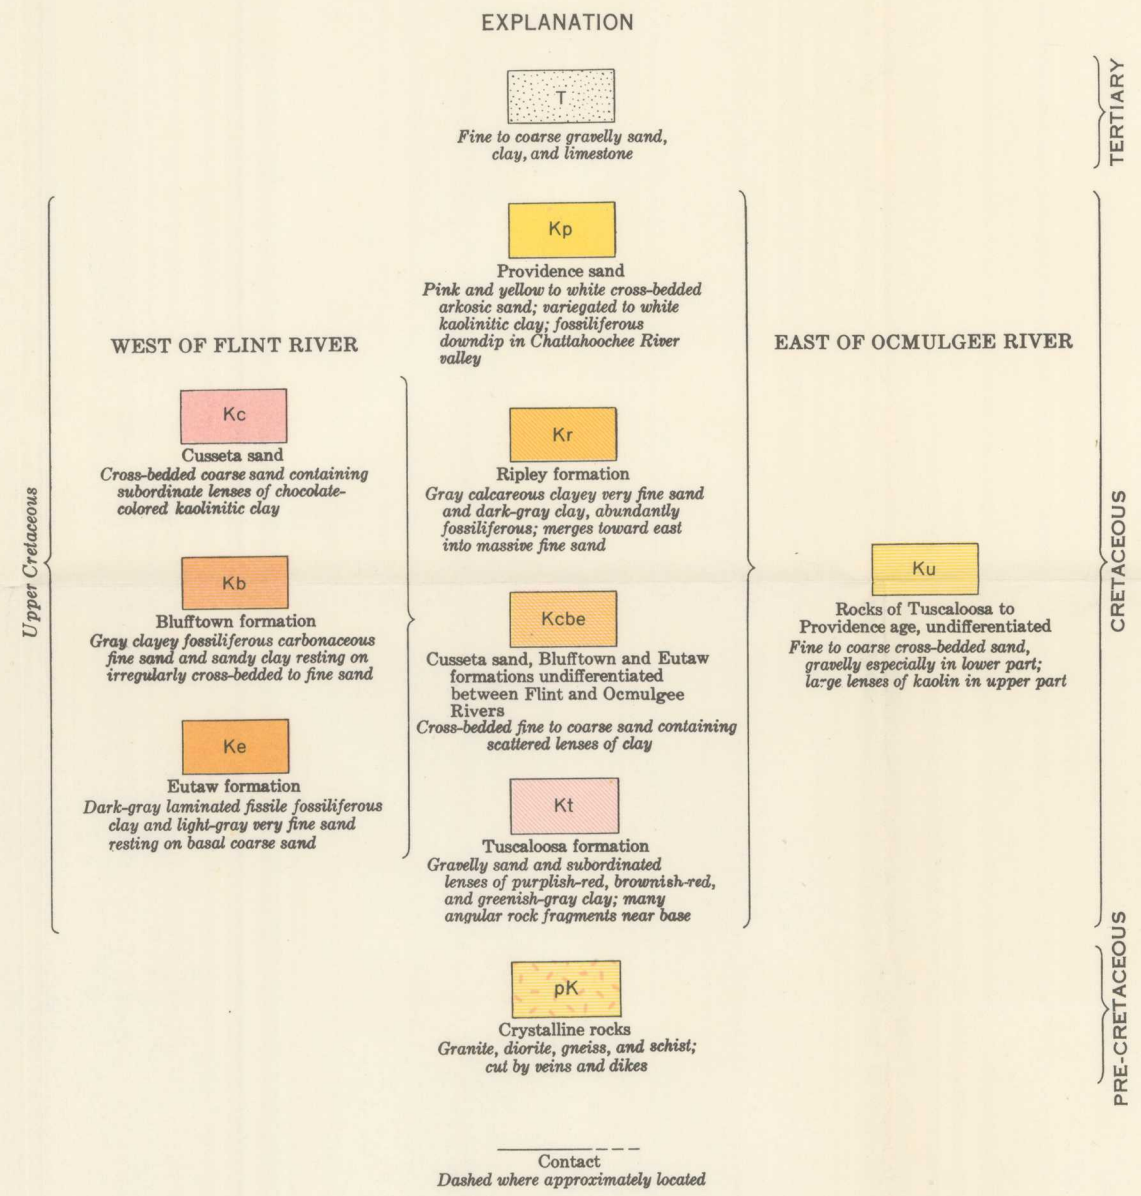 EXPLANATION
T
Fine to coarse gravelly sand,
clay, and limestone
TERTIARY
Kp
Providence sand
Pink and yellow to white cross-bedded
arkosic sand; variegated to white
kaolinitic clay; fossiliferous
downdip in Chattahoochee River
valley
WEST OF FLINT RIVER
EAST OF OCMULGEE RIVER
Kc
Cusseta sand
Cross-bedded coarse sand containing
subordinate lenses of chocolate-
colored kaolinitic clay
Kr
Ripley formation
Gray calcareous clayey very fine sand
and dark-gray clay, abundantly
fossiliferous; merges toward east
into massive fine sand
Upper Cretaceous
Kb
Blufftown formation
Gray clayey fossiliferous carbonaceous
fine sand and sandy clay resting on
irregularly cross-bedded to fine sand
Kcbe
Cusseta sand, Blufftown and Eutaw
formations undifferentiated
between Flint and Ocmulgee
Rivers
Cross-bedded fine to coarse sand containing
scattered lenses of clay
Ku
Rocks of Tuscaloosa to
Providence age, undifferentiated
Fine to coarse cross-bedded sand,
gravelly especially in lower part;
large lenses of kaolin in upper part
CRETACEOUS
Ke
Eutaw formation
Dark-gray laminated fissile fossiliferous
clay and light-gray very fine sand
resting on basal coarse sand
Kt
Tuscaloosa formation
Gravelly sand and subordinated
lenses of purplish-red, brownish-red,
and greenish-gray clay; many
angular rock fragments near base
pK
Crystalline rocks
Granite, diorite, gneiss, and schist;
cut by veins and dikes
PRE-CRETACEOUS
Contact
Dashed where approximately located